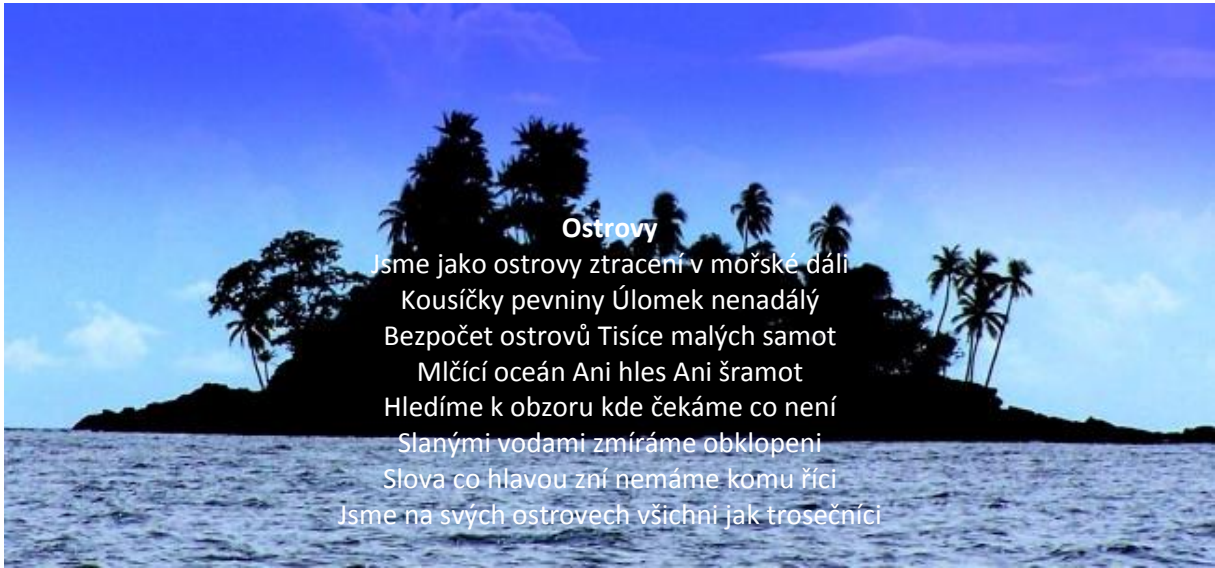 Ostrovy
Jsme jako ostrovy ztracení v mořské dáli
Kousíčky pevniny Úlomek nenadálý
Bezpočet ostrovů Tisíce malých samot
Mlčící oceán Ani hles Ani šramot
Hledíme k obzoru kde čekáme co není
Slanými vodami zmíráme obklopeni
Slova co hlavou zní nemáme komu říci
Jsme na svých ostrovech všichni jak trosečníci